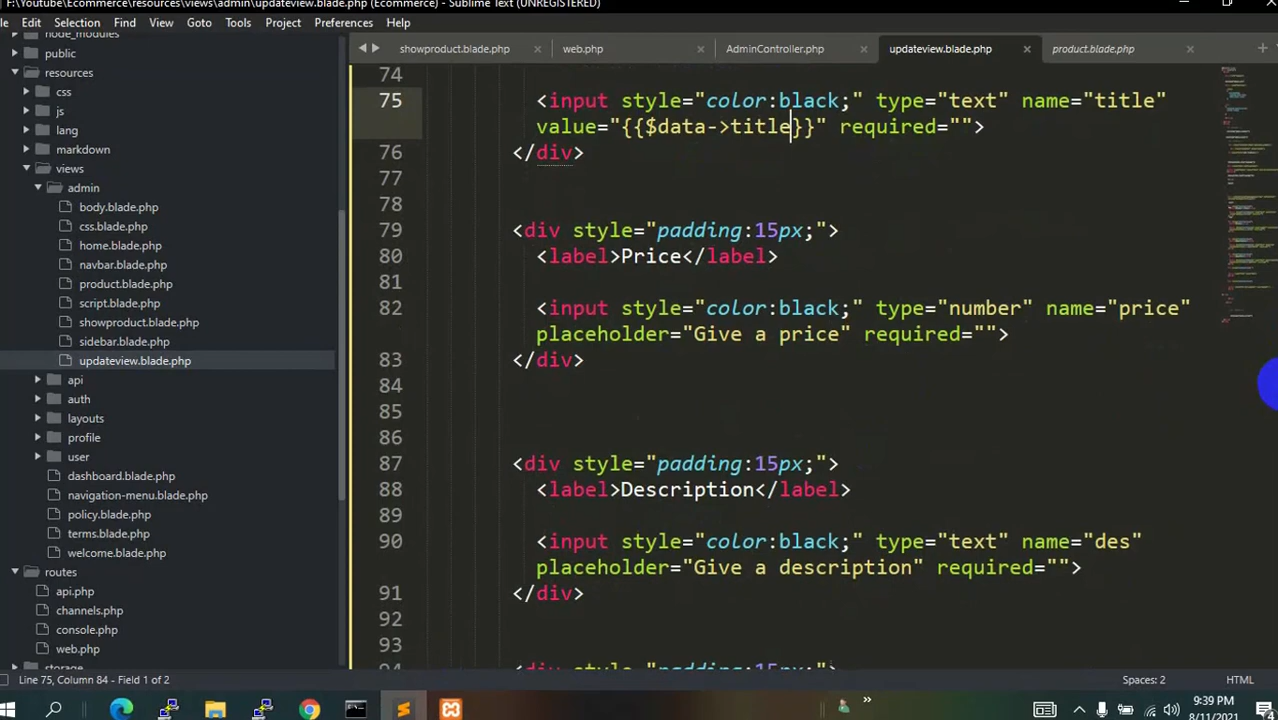 F:\Youtube\Ecommerce\resources\views\admin\updateview.blade.php (Ecommerce) - Sublime Text (UNREGISTERED)
le Edit Selection Find View Goto Tools Project Preferences Help
node_modules
public
resources
css
js
lang
markdown
views
admin
body.blade.php
css.blade.php
home.blade.php
navbar.blade.php
product.blade.php
script.blade.php
showproduct.blade.php
sidebar.blade.php
updateview.blade.php
api
auth
layouts
profile
user
dashboard.blade.php
navigation-menu.blade.php
policy.blade.php
terms.blade.php
welcome.blade.php
routes
api.php
channels.php
console.php
web.php
storage
showproduct.blade.php × web.php × AdminController.php × updateview.blade.php × product.blade.php ×
74
75 <input style="color:black;" type="text" name="title"
value="{{$data->title}}" required="">
76 </div>
77
78
79 <div style="padding:15px;">
80 <label>Price</label>
81
82 <input style="color:black;" type="number" name="price"
placeholder="Give a price" required="">
83 </div>
84
85
86
87 <div style="padding:15px;">
88 <label>Description</label>
89
90 <input style="color:black;" type="text" name="des"
placeholder="Give a description" required="">
91 </div>
92
93
94 <div style="padding:15px;">
Line 75, Column 84 - Field 1 of 2 Spaces: 2 HTML
9:39 PM
8/11/2021